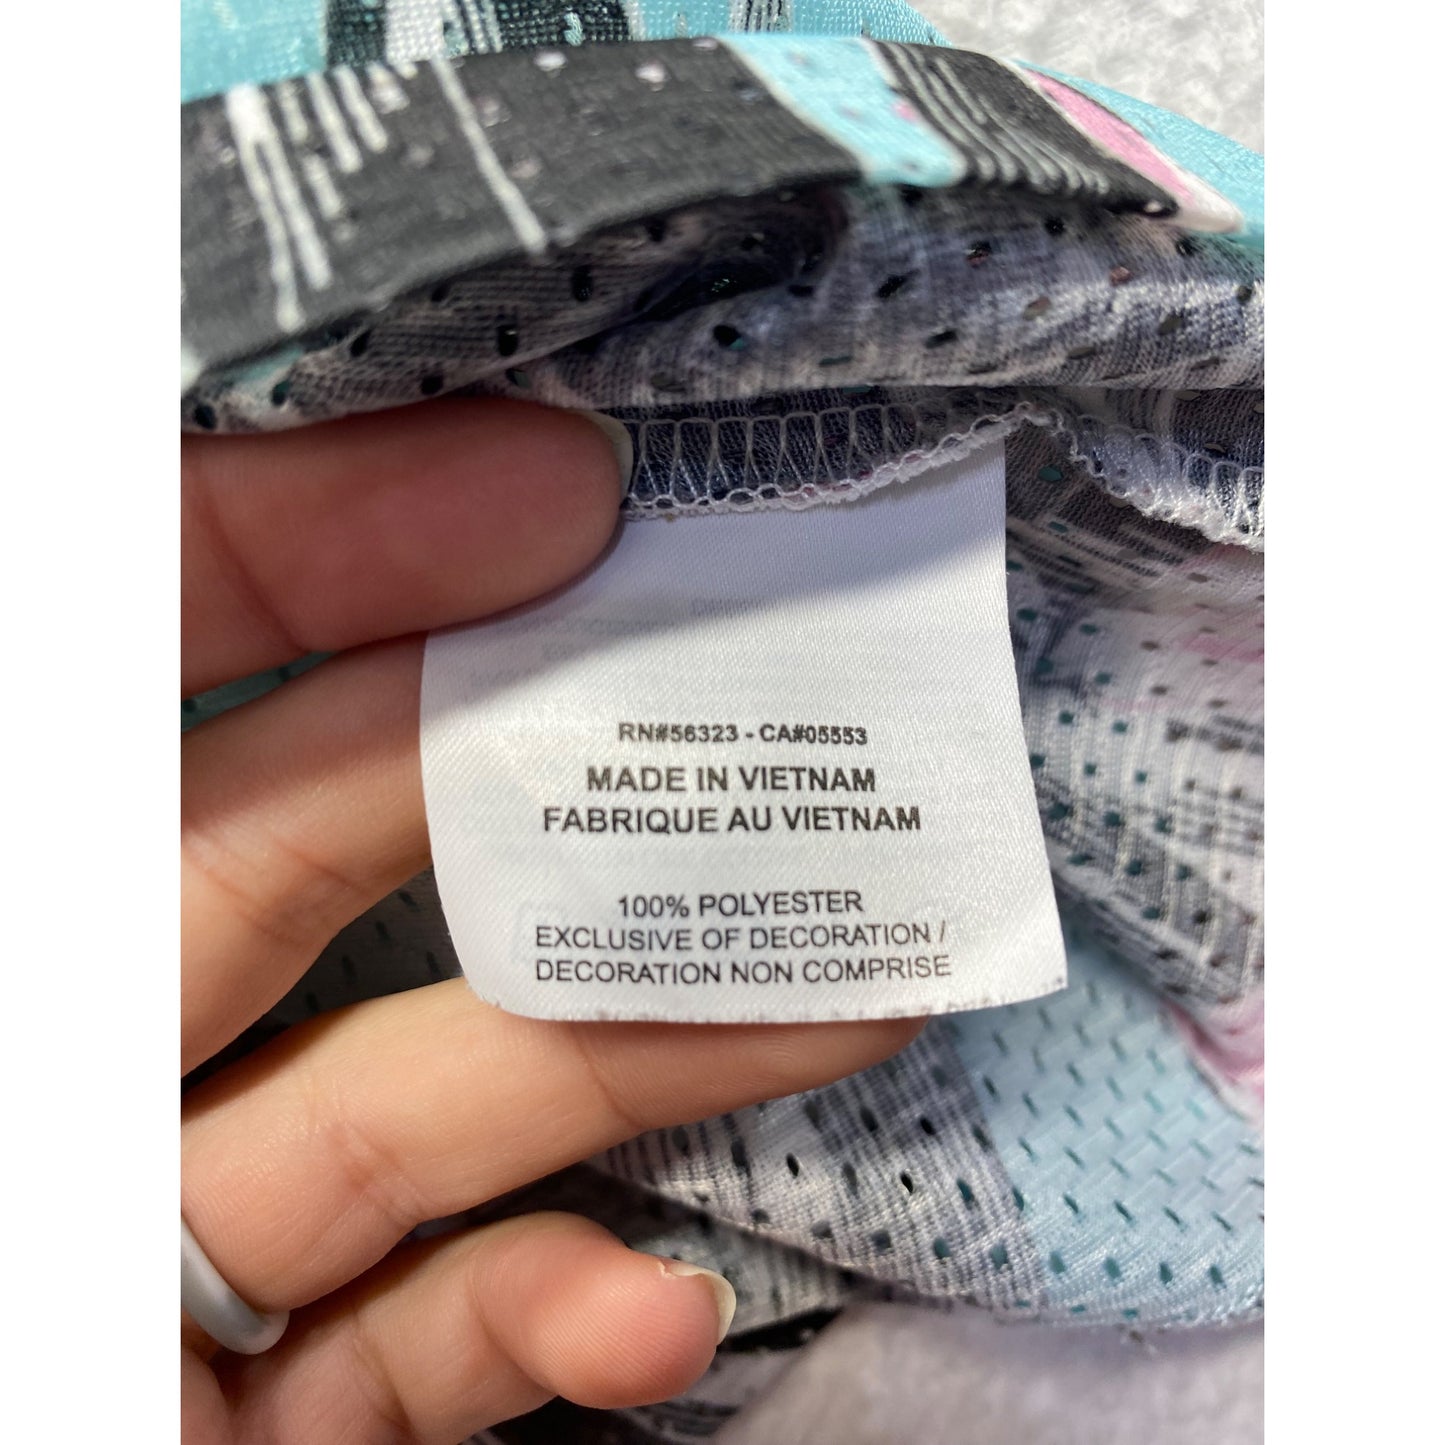 RN#56323 - CA#05553
MADE IN VIETNAM
FABRIQUE AU VIETNAM
100% POLYESTER
EXCLUSIVE OF DECORATION /
DECORATION NON COMPRISE